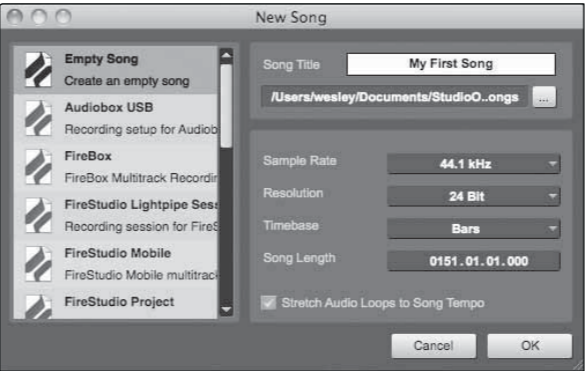 New Song
Empty Song
Create an empty song
Audiobox USB
Recording setup for Audiob
FireBox
FireBox Multitrack Recordin
FireStudio Lightpipe Sess
Recording session for FireS
FireStudio Mobile
FireStudio Mobile multitrac
FireStudio Project
Song Title
My First Song
/Users/wesley/Documents/StudioO..ongs
...
Sample Rate
44.1 kHz
Resolution
24 Bit
Timebase
Bars
Song Length
0151.01.01.000
Stretch Audio Loops to Song Tempo
Cancel
OK